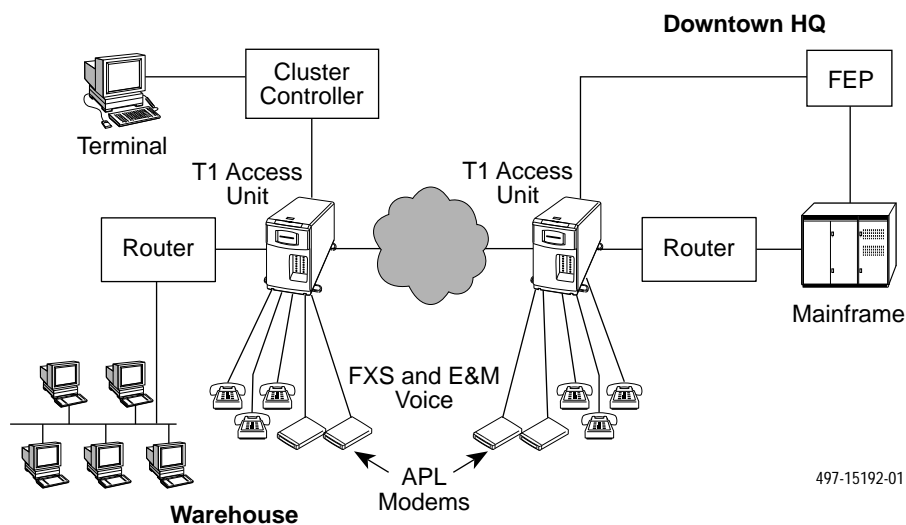 Downtown HQ
Cluster
Controller
FEP
Terminal
T1 Access
Unit
T1 Access
Unit
Router
Router
Mainframe
FXS and E&M
Voice
APL
Modems
497-15192-01
Warehouse